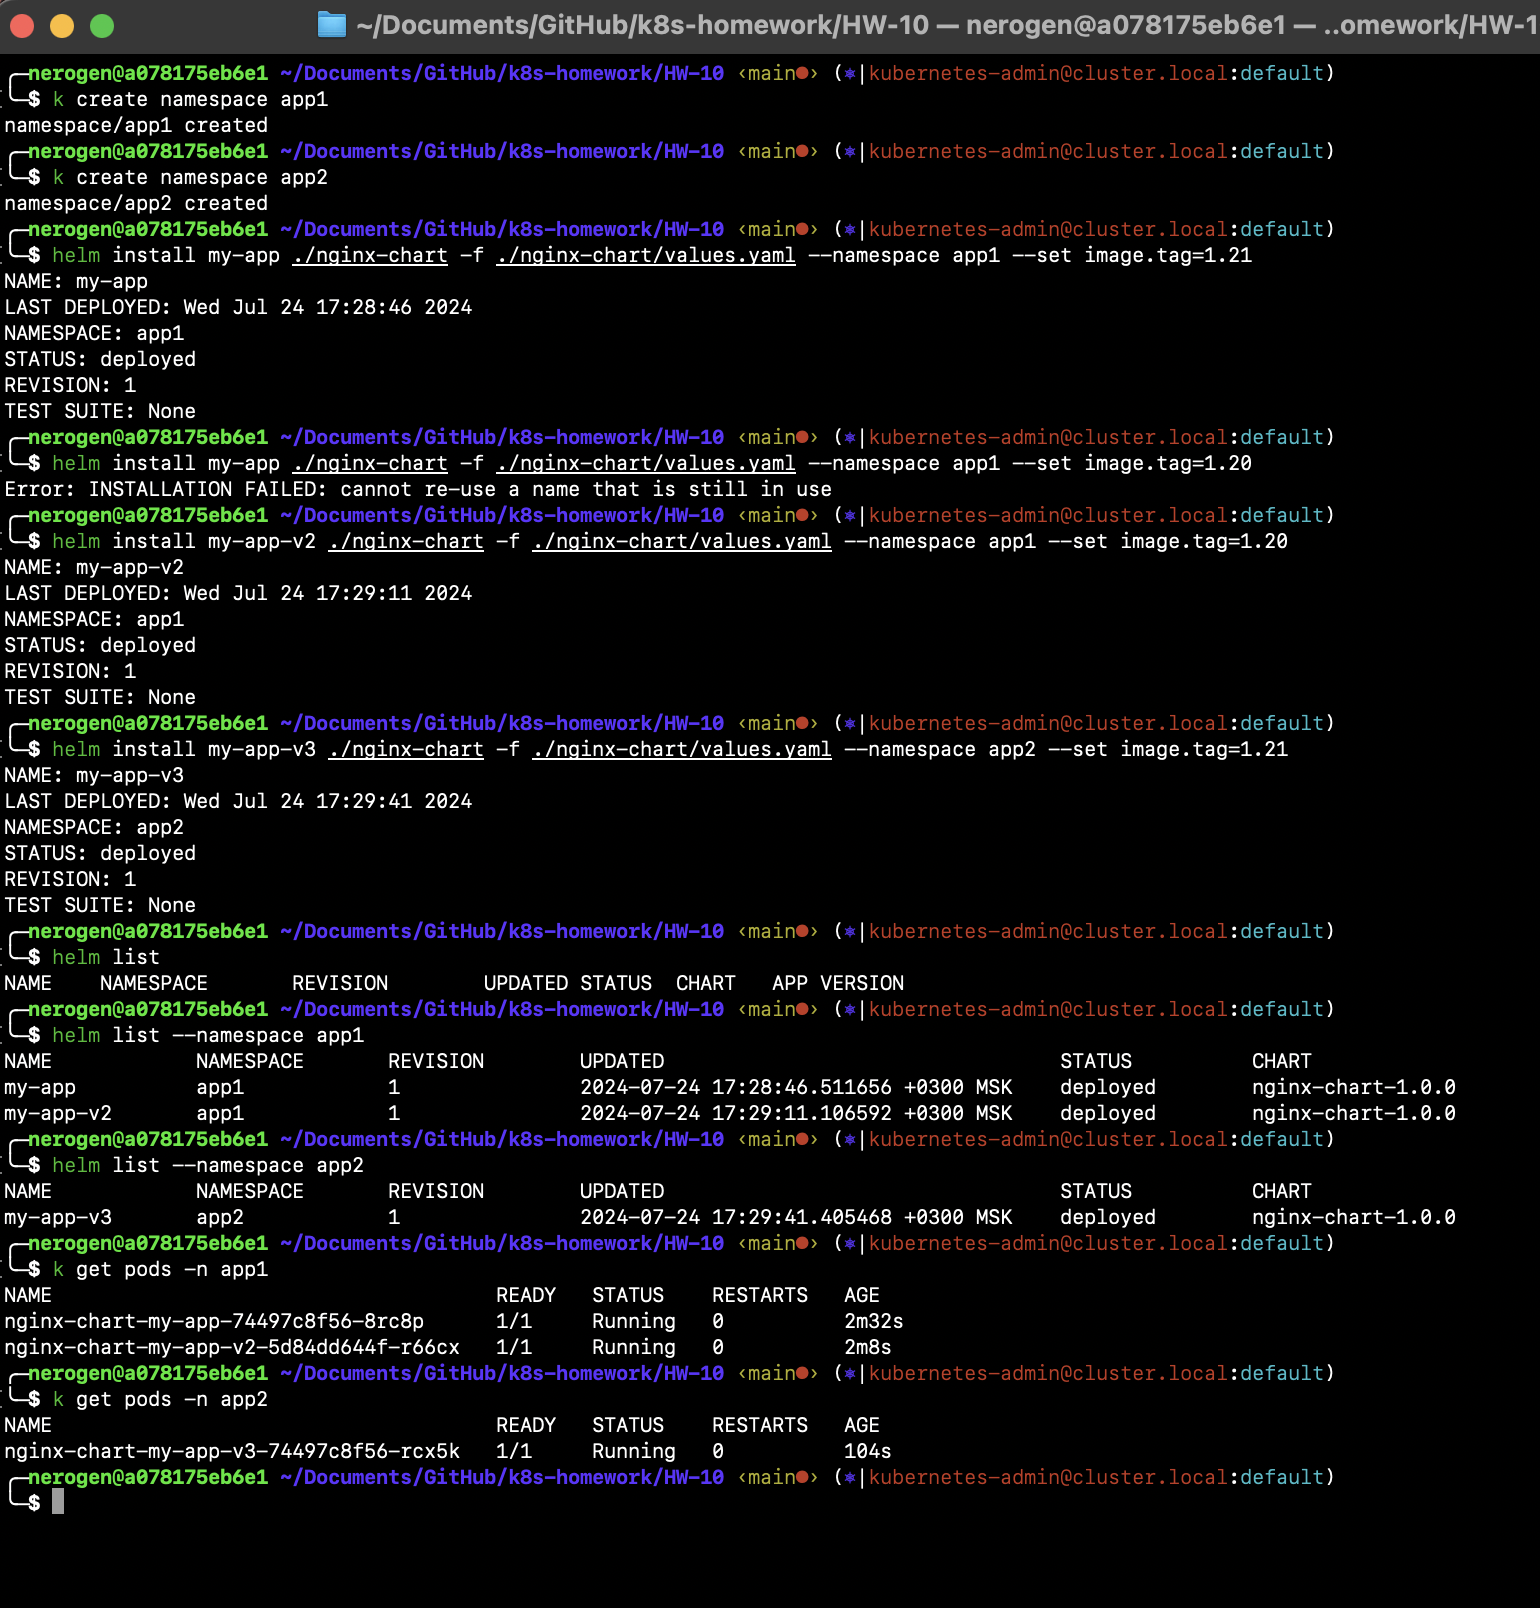 ~/Documents/GitHub/k8s-homework/HW-10 — nerogen@a078175eb6e1 — ..omework/HW-1
╭─nerogen@a078175eb6e1 ~/Documents/GitHub/k8s-homework/HW-10 ‹main●› (⎈|kubernetes-admin@cluster.local:default)
╰─$ k create namespace app1
namespace/app1 created
╭─nerogen@a078175eb6e1 ~/Documents/GitHub/k8s-homework/HW-10 ‹main●› (⎈|kubernetes-admin@cluster.local:default)
╰─$ k create namespace app2
namespace/app2 created
╭─nerogen@a078175eb6e1 ~/Documents/GitHub/k8s-homework/HW-10 ‹main●› (⎈|kubernetes-admin@cluster.local:default)
╰─$ helm install my-app ./nginx-chart -f ./nginx-chart/values.yaml --namespace app1 --set image.tag=1.21
NAME: my-app
LAST DEPLOYED: Wed Jul 24 17:28:46 2024
NAMESPACE: app1
STATUS: deployed
REVISION: 1
TEST SUITE: None
╭─nerogen@a078175eb6e1 ~/Documents/GitHub/k8s-homework/HW-10 ‹main●› (⎈|kubernetes-admin@cluster.local:default)
╰─$ helm install my-app ./nginx-chart -f ./nginx-chart/values.yaml --namespace app1 --set image.tag=1.20
Error: INSTALLATION FAILED: cannot re-use a name that is still in use
╭─nerogen@a078175eb6e1 ~/Documents/GitHub/k8s-homework/HW-10 ‹main●› (⎈|kubernetes-admin@cluster.local:default)
╰─$ helm install my-app-v2 ./nginx-chart -f ./nginx-chart/values.yaml --namespace app1 --set image.tag=1.20
NAME: my-app-v2
LAST DEPLOYED: Wed Jul 24 17:29:11 2024
NAMESPACE: app1
STATUS: deployed
REVISION: 1
TEST SUITE: None
╭─nerogen@a078175eb6e1 ~/Documents/GitHub/k8s-homework/HW-10 ‹main●› (⎈|kubernetes-admin@cluster.local:default)
╰─$ helm install my-app-v3 ./nginx-chart -f ./nginx-chart/values.yaml --namespace app2 --set image.tag=1.21
NAME: my-app-v3
LAST DEPLOYED: Wed Jul 24 17:29:41 2024
NAMESPACE: app2
STATUS: deployed
REVISION: 1
TEST SUITE: None
╭─nerogen@a078175eb6e1 ~/Documents/GitHub/k8s-homework/HW-10 ‹main●› (⎈|kubernetes-admin@cluster.local:default)
╰─$ helm list
NAME    NAMESPACE       REVISION        UPDATED STATUS  CHART   APP VERSION
╭─nerogen@a078175eb6e1 ~/Documents/GitHub/k8s-homework/HW-10 ‹main●› (⎈|kubernetes-admin@cluster.local:default)
╰─$ helm list --namespace app1
NAME            NAMESPACE       REVISION        UPDATED                                 STATUS          CHART
my-app          app1            1               2024-07-24 17:28:46.511656 +0300 MSK    deployed        nginx-chart-1.0.0
my-app-v2       app1            1               2024-07-24 17:29:11.106592 +0300 MSK    deployed        nginx-chart-1.0.0
╭─nerogen@a078175eb6e1 ~/Documents/GitHub/k8s-homework/HW-10 ‹main●› (⎈|kubernetes-admin@cluster.local:default)
╰─$ helm list --namespace app2
NAME            NAMESPACE       REVISION        UPDATED                                 STATUS          CHART
my-app-v3       app2            1               2024-07-24 17:29:41.405468 +0300 MSK    deployed        nginx-chart-1.0.0
╭─nerogen@a078175eb6e1 ~/Documents/GitHub/k8s-homework/HW-10 ‹main●› (⎈|kubernetes-admin@cluster.local:default)
╰─$ k get pods -n app1
NAME                                     READY   STATUS    RESTARTS   AGE
nginx-chart-my-app-74497c8f56-8rc8p      1/1     Running   0          2m32s
nginx-chart-my-app-v2-5d84dd644f-r66cx   1/1     Running   0          2m8s
╭─nerogen@a078175eb6e1 ~/Documents/GitHub/k8s-homework/HW-10 ‹main●› (⎈|kubernetes-admin@cluster.local:default)
╰─$ k get pods -n app2
NAME                                     READY   STATUS    RESTARTS   AGE
nginx-chart-my-app-v3-74497c8f56-rcx5k   1/1     Running   0          104s
╭─nerogen@a078175eb6e1 ~/Documents/GitHub/k8s-homework/HW-10 ‹main●› (⎈|kubernetes-admin@cluster.local:default)
╰─$